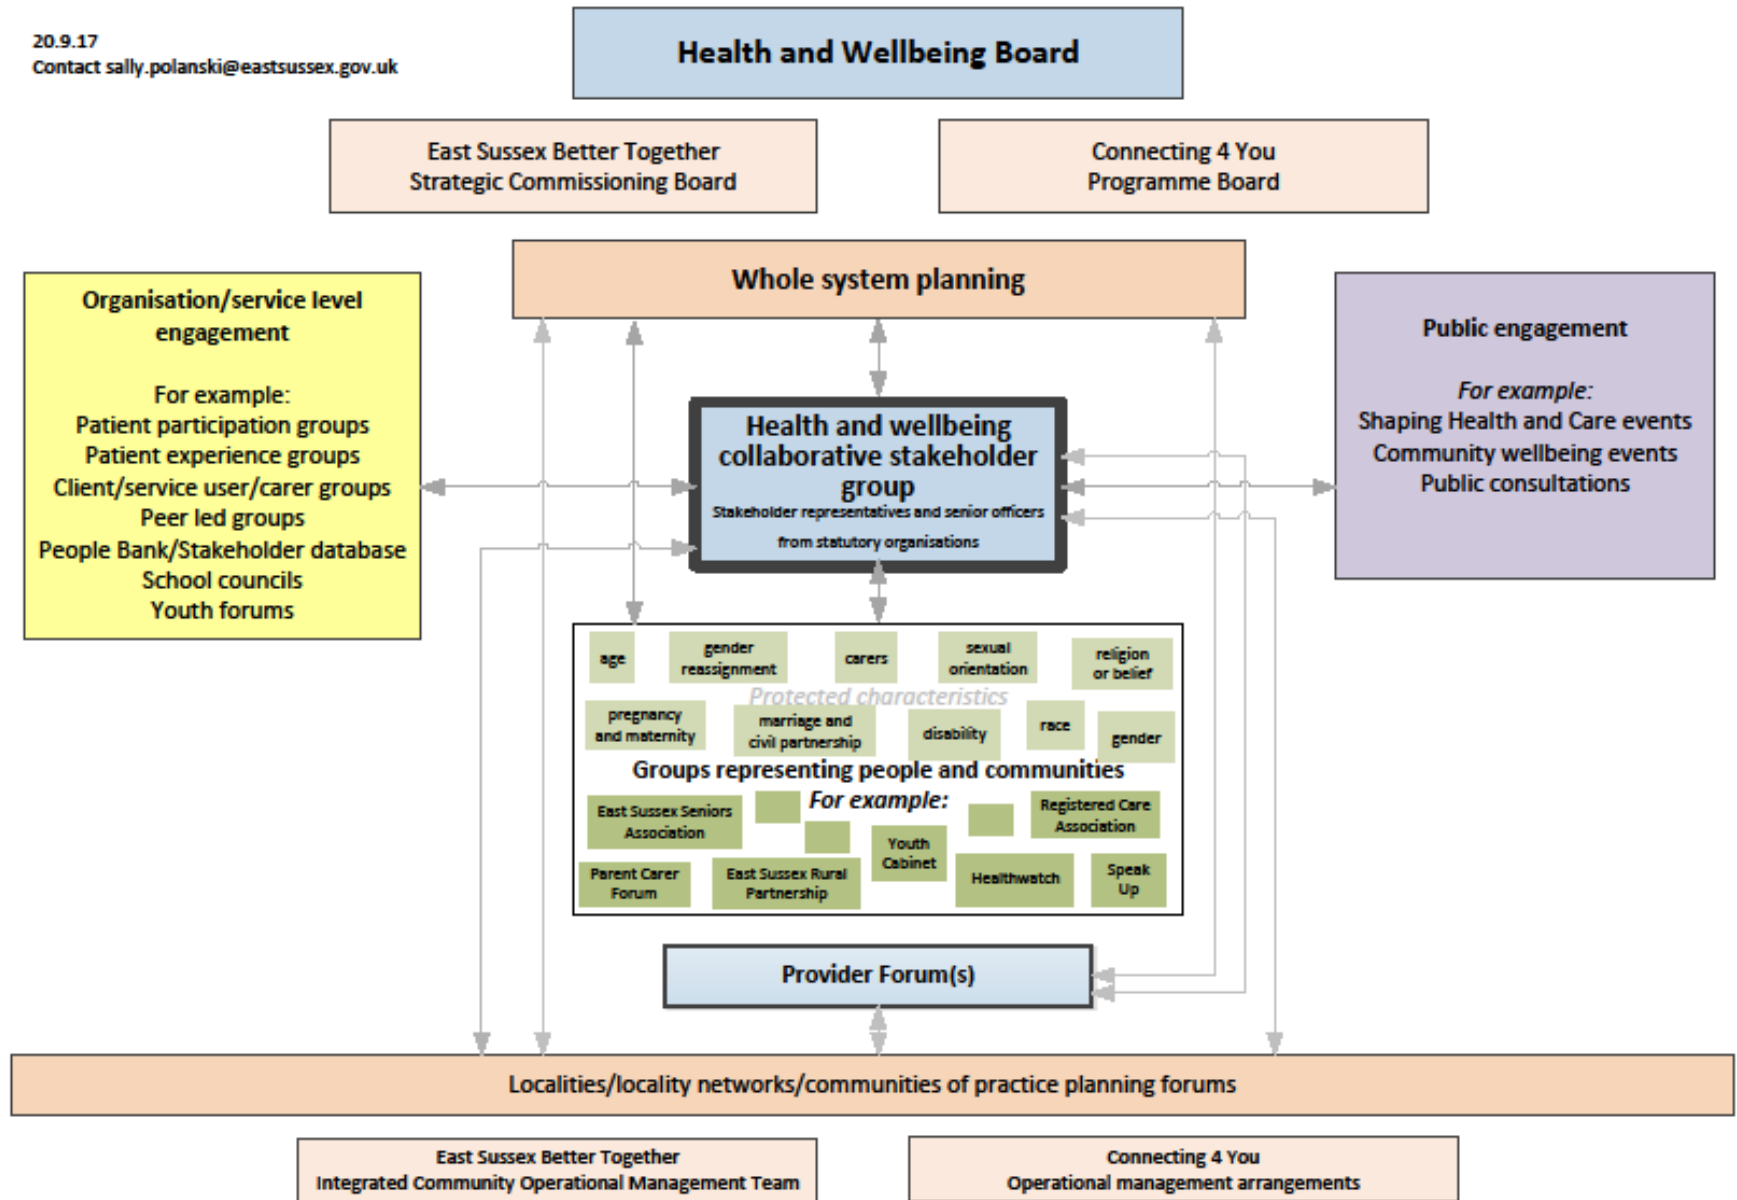 20.9.17
Contact sally.polanski@eastsussex.gov.uk
Health and Wellbeing Board
East Sussex Better Together
Strategic Commissioning Board
Connecting 4 You
Programme Board
Whole system planning
Organisation/service level
engagement
For example:
Patient participation groups
Patient experience groups
Client/service user/carer groups
Peer led groups
People Bank/Stakeholder database
School councils
Youth forums
Health and wellbeing
collaborative stakeholder
group
Stakeholder representatives and senior officers
from statutory organisations
Public engagement
For example:
Shaping Health and Care events
Community wellbeing events
Public consultations
age
gender
reassignment
carers
sexual
orientation
religion
or belief
Protected characteristics
pregnancy
and maternity
marriage and
civil partnership
disability
race
gender
Groups representing people and communities
For example:
East Sussex Seniors
Association
Registered Care
Association
Youth
Cabinet
Parent Carer
Forum
East Sussex Rural
Partnership
Healthwatch
Speak
Up
Provider Forum(s)
Localities/locality networks/communities of practice planning forums
East Sussex Better Together
Integrated Community Operational Management Team
Connecting 4 You
Operational management arrangements